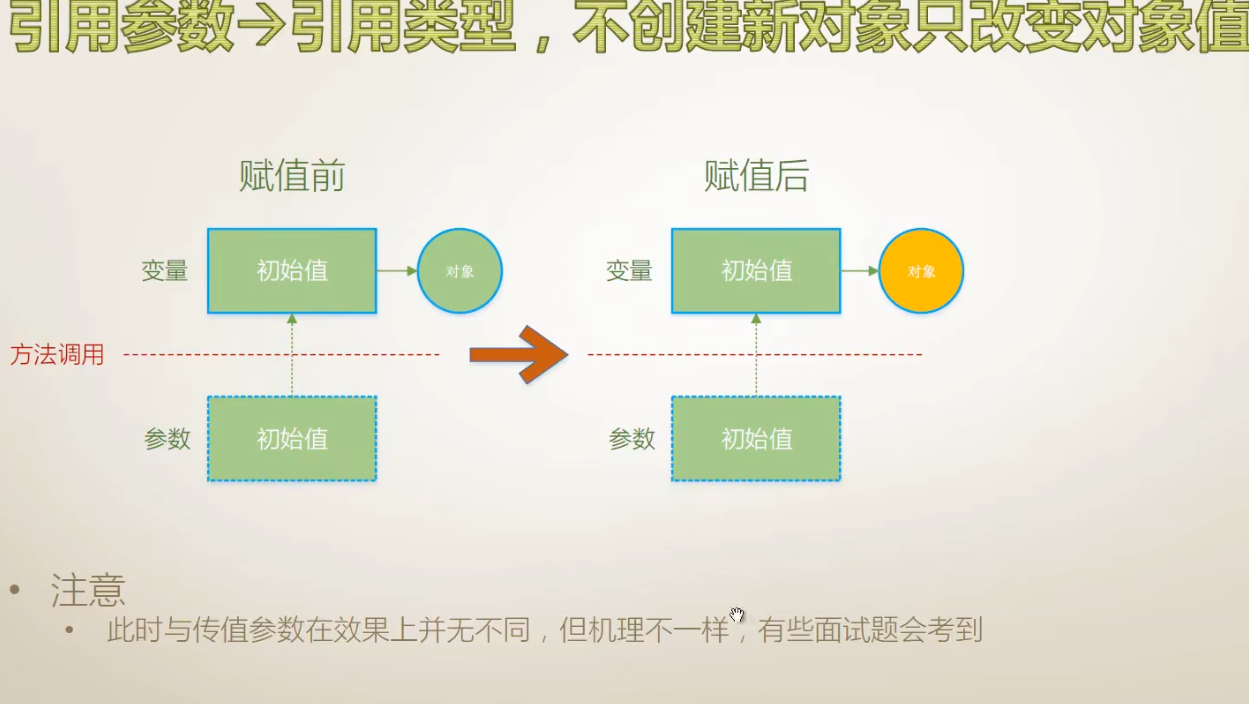 引用参数→引用类型，不创建新对象只改变对象值
赋值前
赋值后
变量
初始值
对象
变量
初始值
对象
方法调用
参数
初始值
参数
初始值
• 注意
• 此时与传值参数在效果上并无不同，但机理不一样，有些面试题会考到